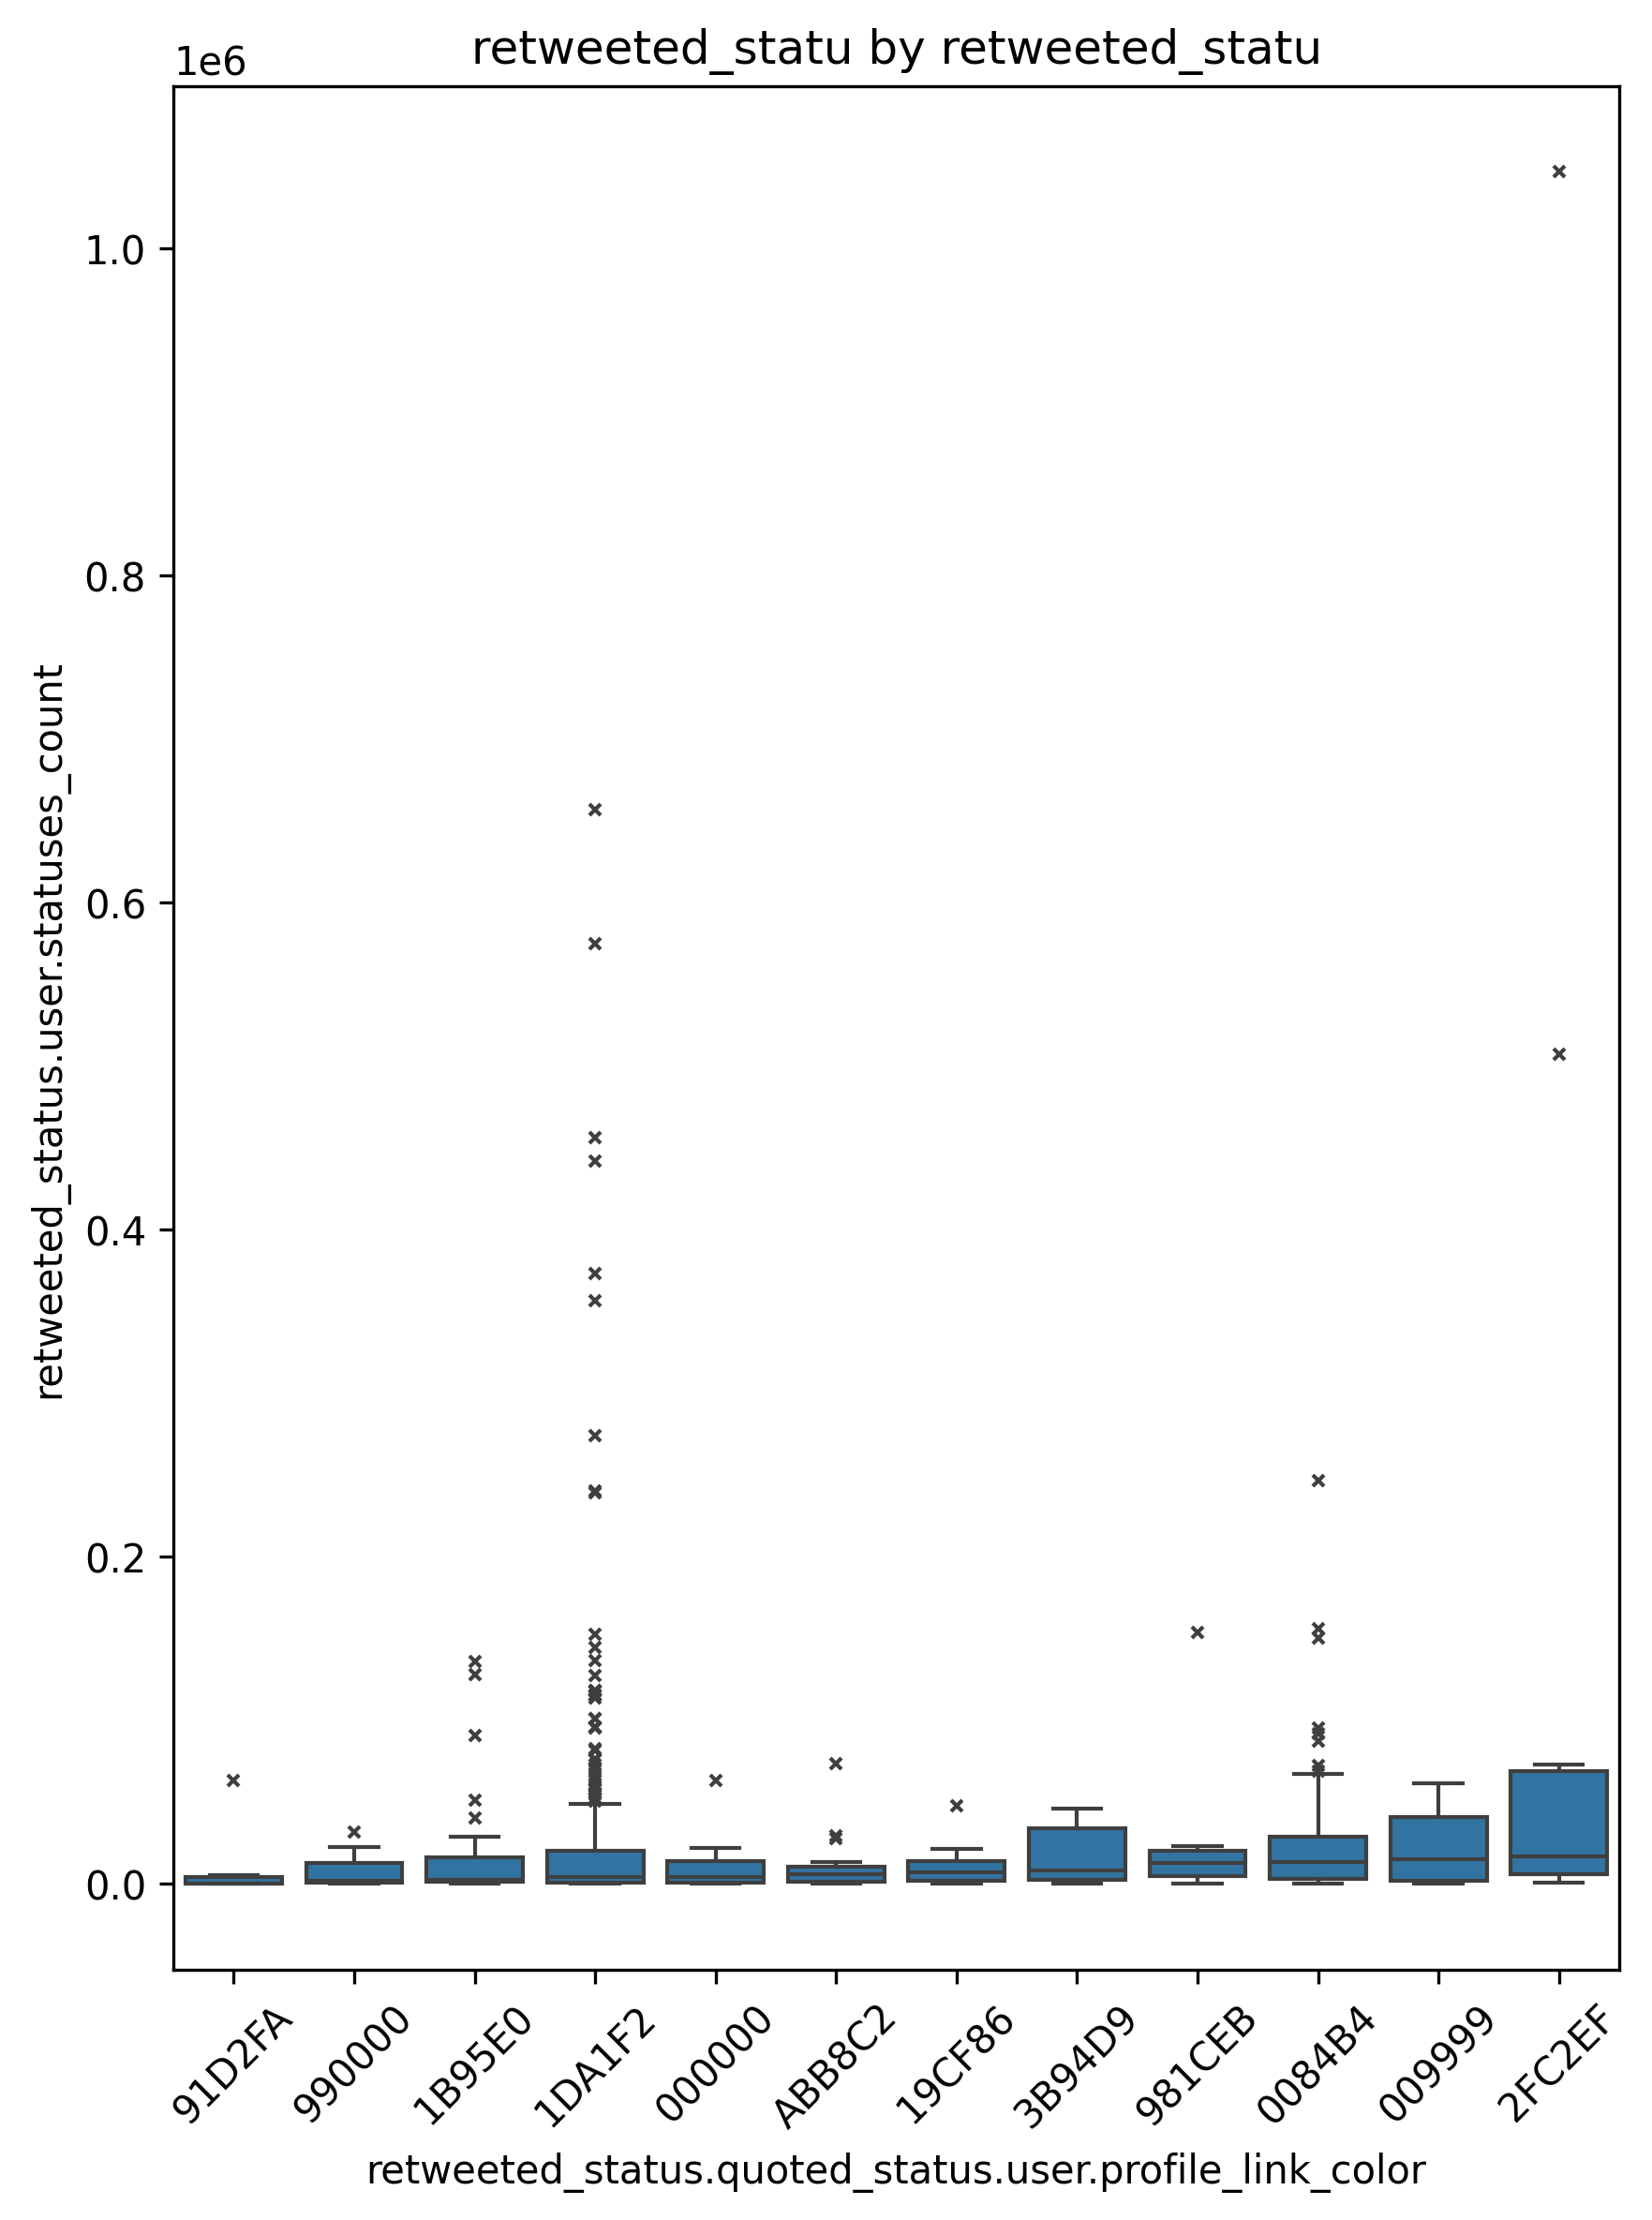 retweeted_statu by retweeted_statu
1e6
1.0
0.8
0.6
0.4
0.2
0.0
retweeted_status.user.statuses_count
91D2FA
990000
1B95E0
1DA1F2
000000
ABB8C2
19CF86
3B94D9
981CEB
0084B4
009999
2FC2EF
retweeted_status.quoted_status.user.profile_link_color